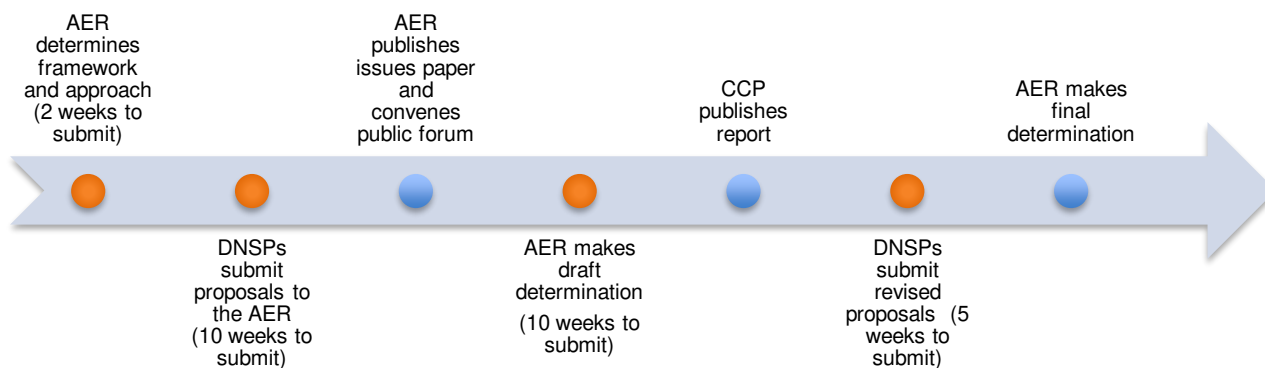 AER
determines
framework
and approach
(2 weeks to
submit)
DNSPs
submit
proposals to
the AER
(10 weeks to
submit)
AER
publishes
issues paper
and
convenes
public forum
AER makes
draft
determination
(10 weeks to
submit)
CCP
publishes
report
DNSPs
submit
revised
proposals (5
weeks to
submit)
AER makes
final
determination